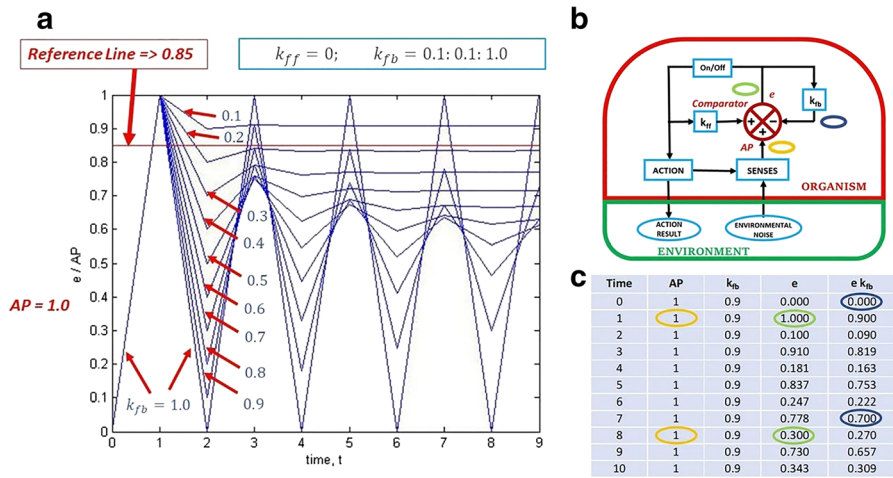 a
Reference Line => 0.85
k_ff = 0; k_fb = 0.1: 0.1: 1.0
1
0.9
0.8
0.7
0.6
0.5
0.4
0.3
0.2
0.1
0
e / AP
AP = 1.0
0.1
0.2
0.3
0.4
0.5
0.6
0.7
0.8
0.9
k_fb = 1.0
0 1 2 3 4 5 6 7 8 9
time, t
b
On/Off
e
k_fb
Comparator
k_ff
+ −
+
AP
ACTION
SENSES
ORGANISM
ACTION
RESULT
ENVIRONMENTAL
NOISE
ENVIRONMENT
c
Time AP k_fb e e k_fb
0 1 0.9 0.000 0.000
1 1 0.9 1.000 0.900
2 1 0.9 0.100 0.090
3 1 0.9 0.910 0.819
4 1 0.9 0.181 0.163
5 1 0.9 0.837 0.753
6 1 0.9 0.247 0.222
7 1 0.9 0.778 0.700
8 1 0.9 0.300 0.270
9 1 0.9 0.730 0.657
10 1 0.9 0.343 0.309